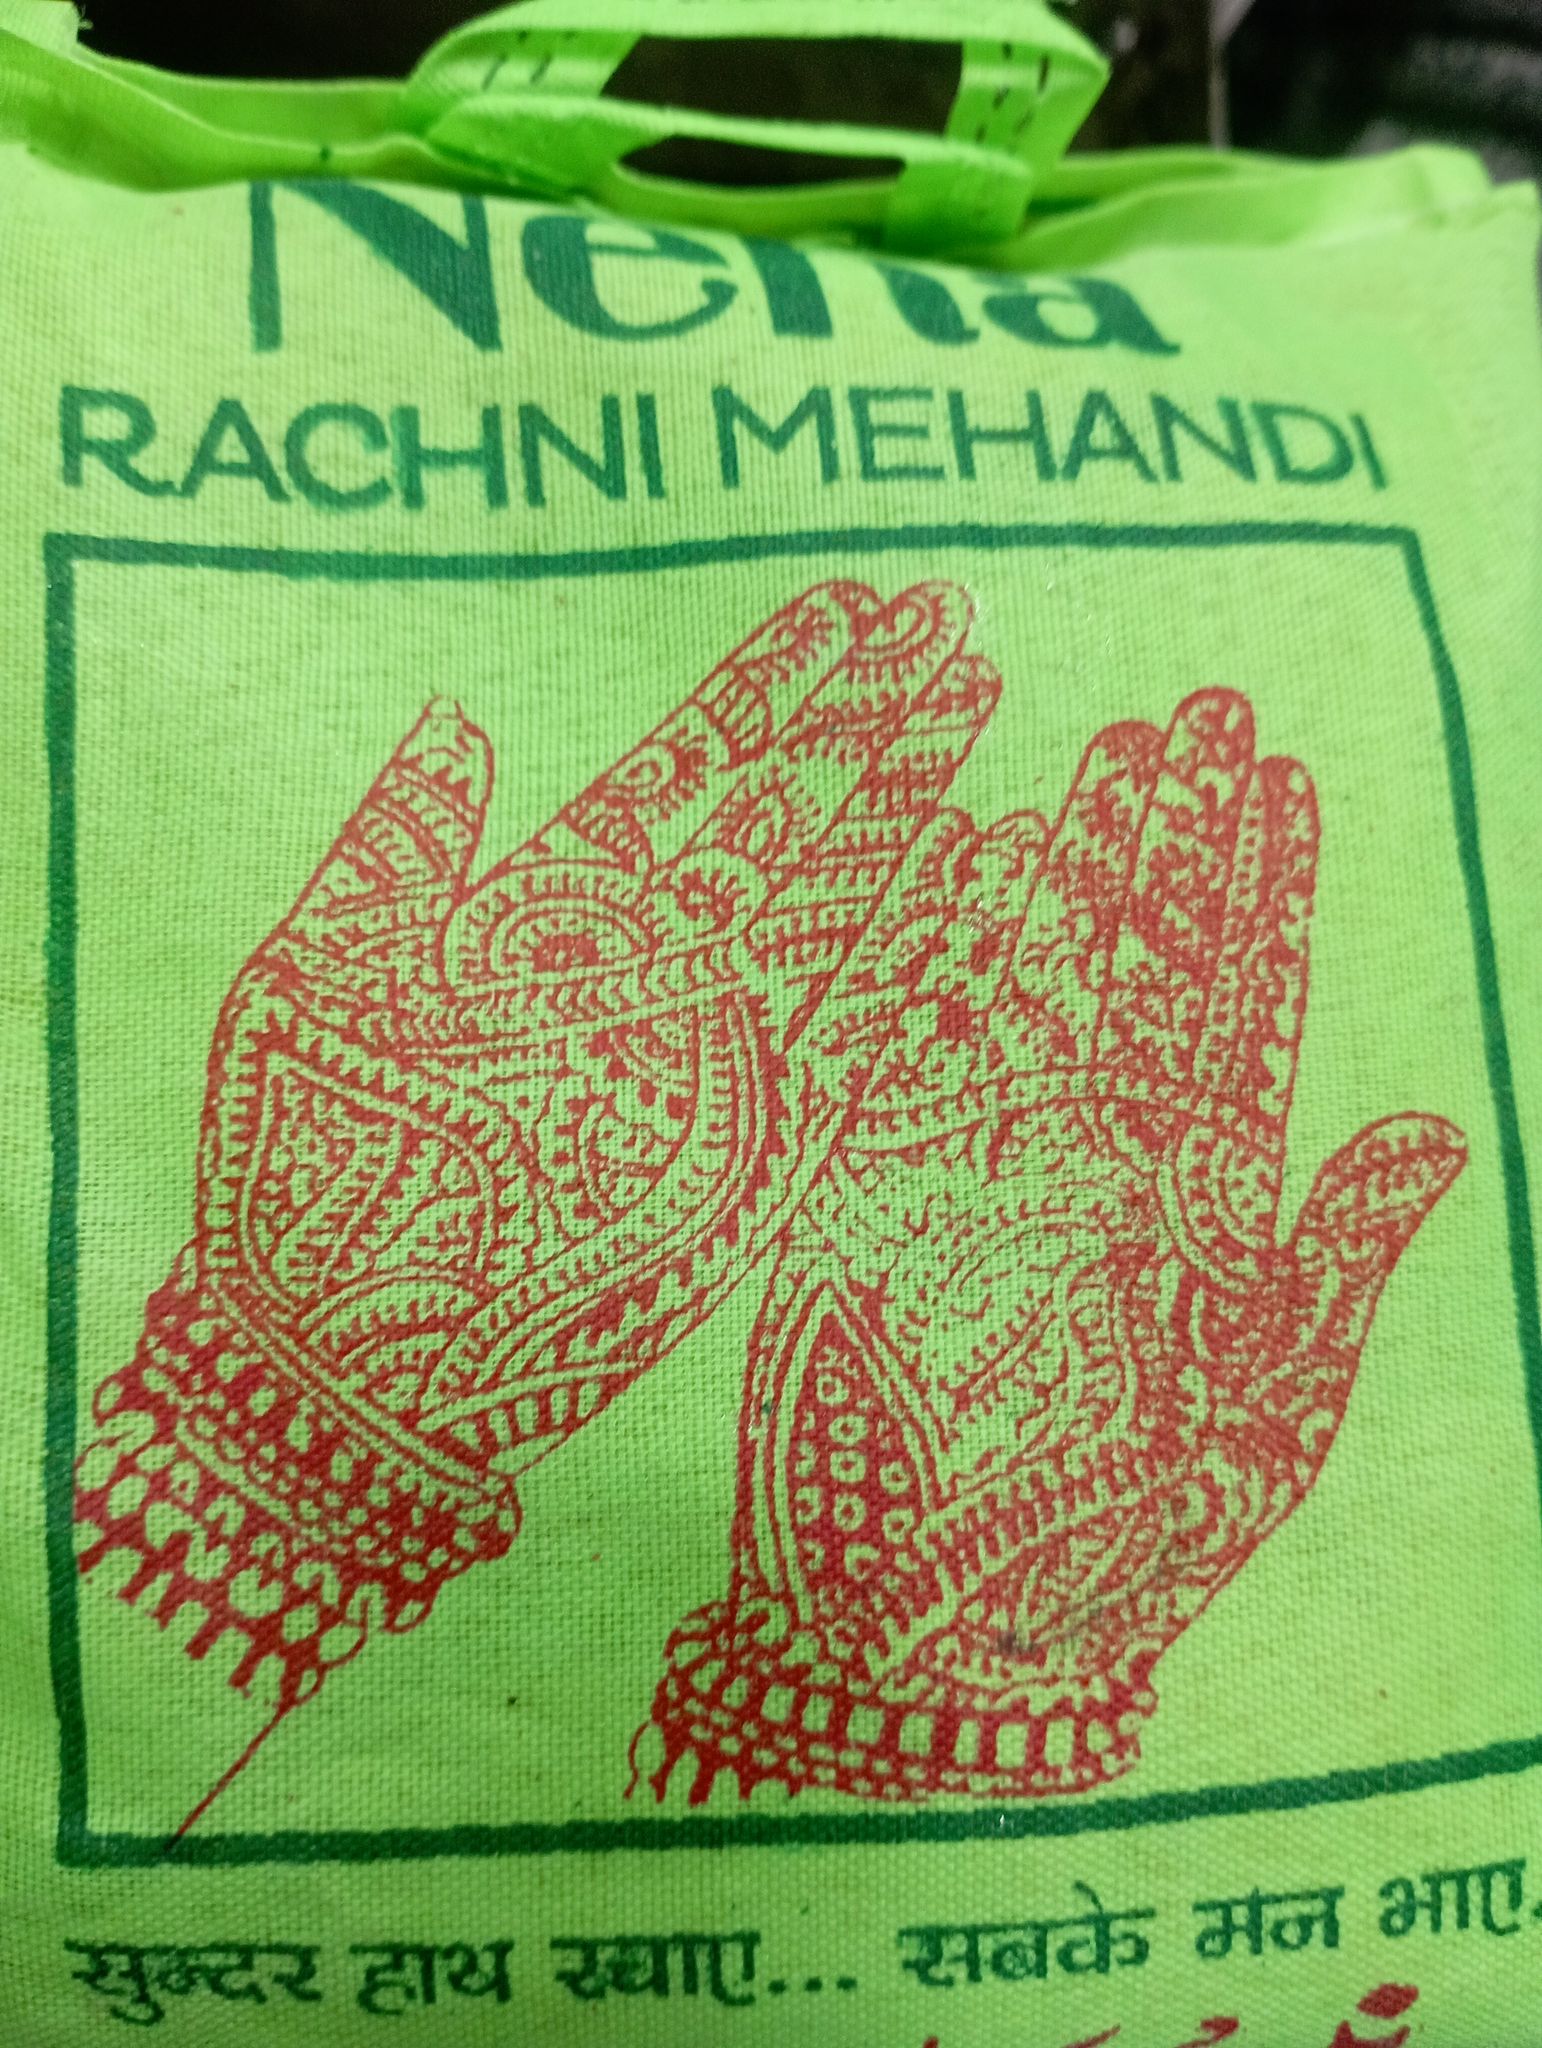 Neha
RACHNI MEHANDI
सुन्दर हाथ रचाए... सबके मन भाए..